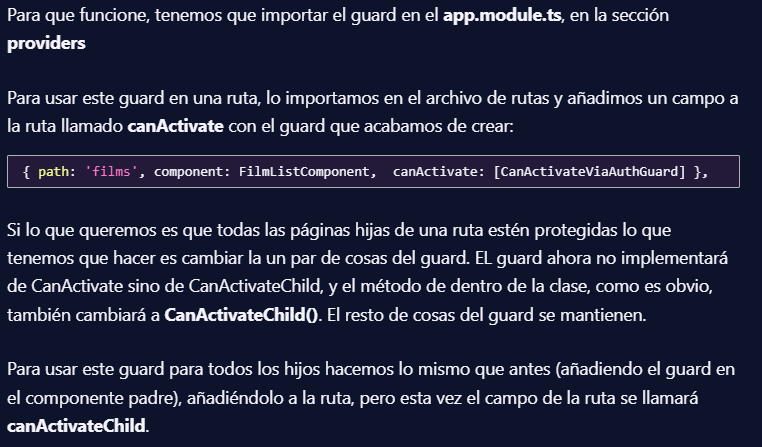 Para que funcione, tenemos que importar el guard en el app.module.ts, en la sección
providers
Para usar este guard en una ruta, lo importamos en el archivo de rutas y añadimos un campo a
la ruta llamado canActivate con el guard que acabamos de crear:
{ path: 'films', component: FilmListComponent,  canActivate: [CanActivateViaAuthGuard] },
Si lo que queremos es que todas las páginas hijas de una ruta estén protegidas lo que
tenemos que hacer es cambiar la un par de cosas del guard. EL guard ahora no implementará
de CanActivate sino de CanActivateChild, y el método de dentro de la clase, como es obvio,
también cambiará a CanActivateChild(). El resto de cosas del guard se mantienen.
Para usar este guard para todos los hijos hacemos lo mismo que antes (añadiendo el guard en
el componente padre), añadiéndolo a la ruta, pero esta vez el campo de la ruta se llamará
canActivateChild.